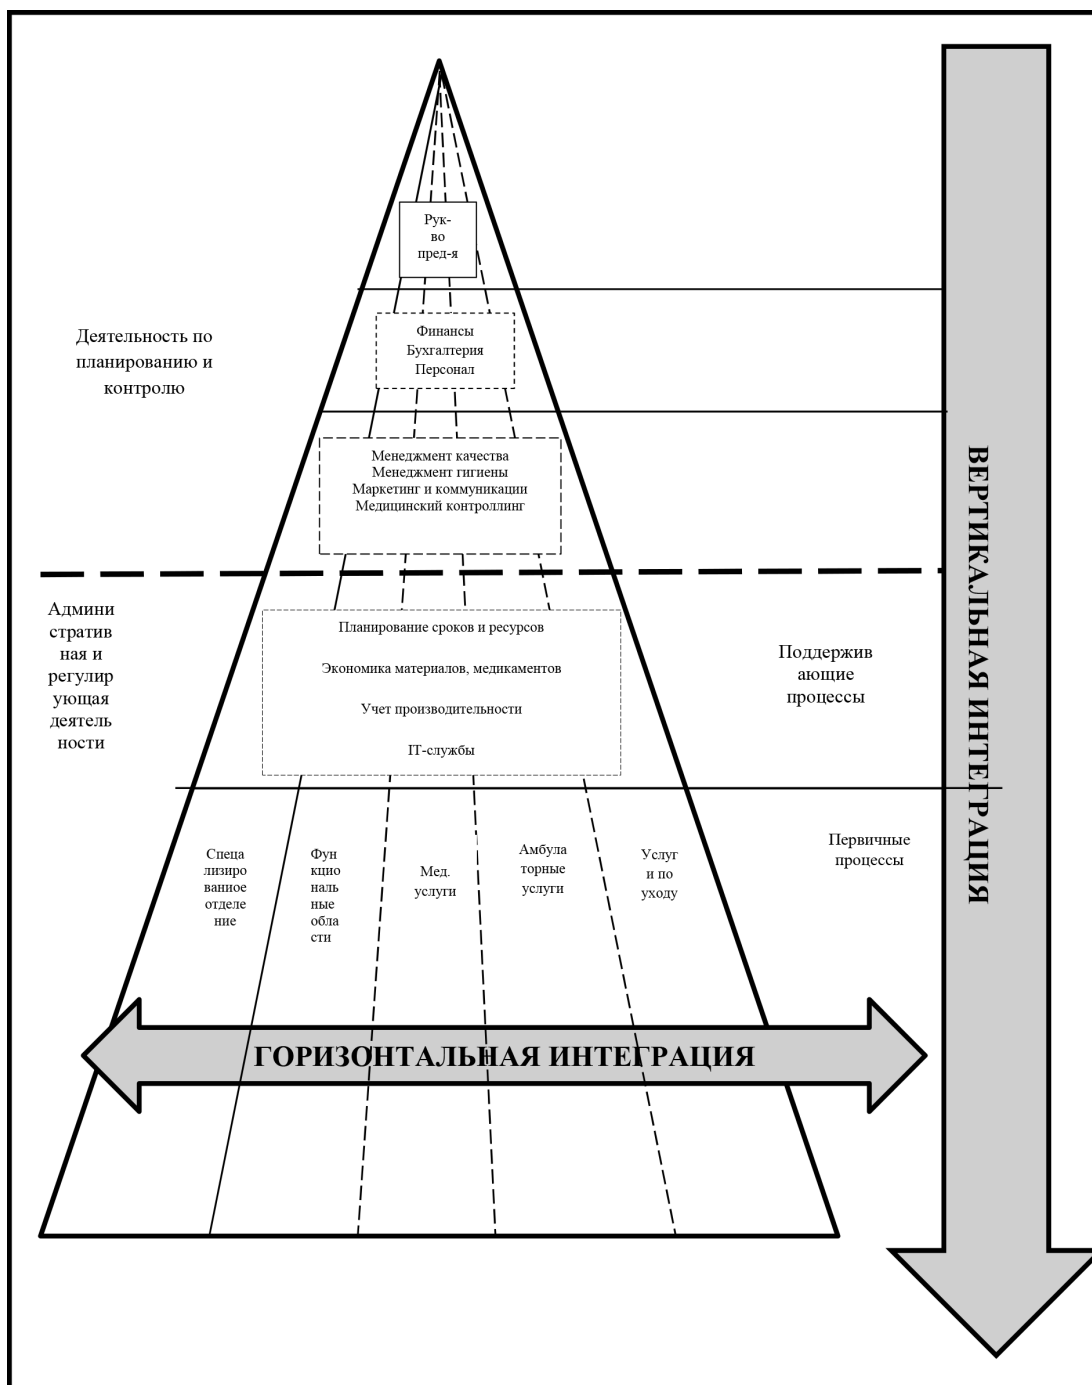 Рук-
во
пред-я
Деятельность по
планированию и
контролю
Финансы
Бухгалтерия
Персонал
Менеджмент качества
Менеджмент гигиены
Маркетинг и коммуникации
Медицинский контроллинг
ВЕРТИКАЛЬНАЯ ИНТЕГРАЦИЯ
Админи
стратив
ная и
регулир
ующая
деятель
ности
Планирование сроков и ресурсов
Экономика материалов, медикаментов
Учет производительности
IT-службы
Поддержив
ающие
процессы
Спеца
лизиро
ваниое
отделе
ние
Фун
кцио
наль
ные
обла
сти
Мед.
услуги
Амбула
торные
услуги
Услуг
и по
уходу
Первичные
процессы
ГОРИЗОНТАЛЬНАЯ ИНТЕГРАЦИЯ